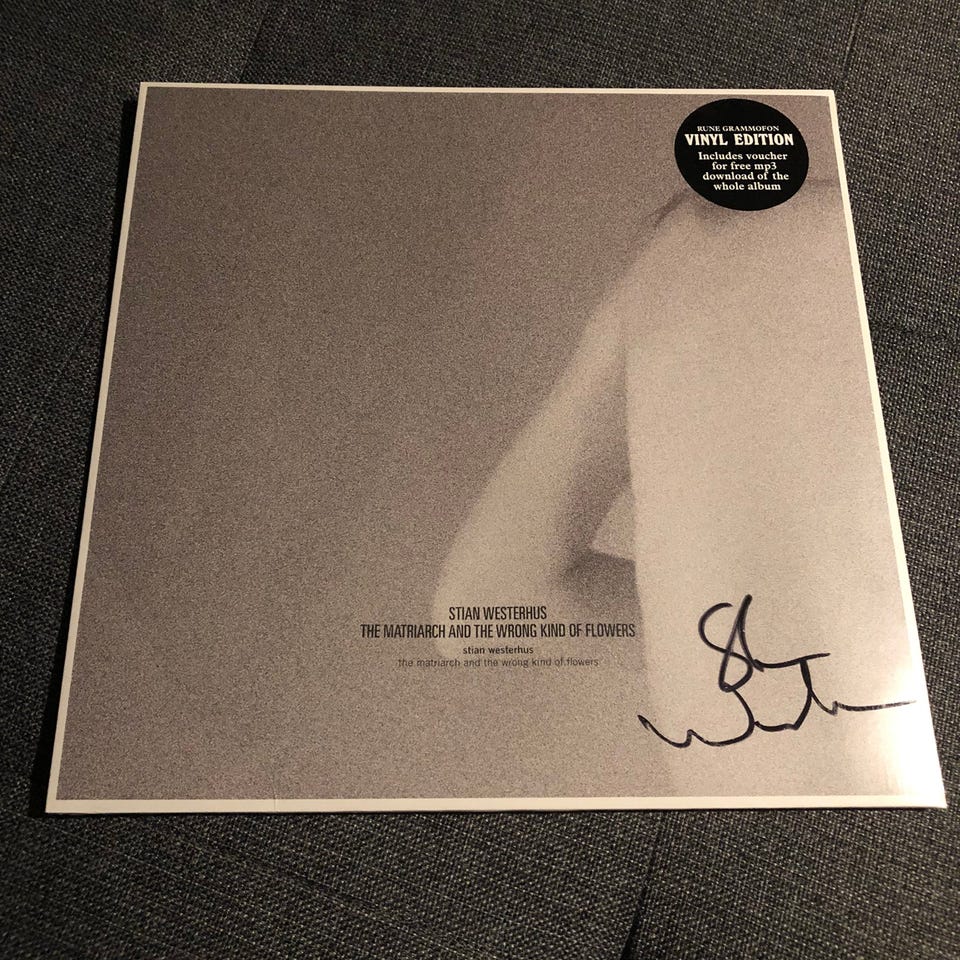 RUNE GRAMMOFON
VINYL EDITION
Includes voucher
for free mp3
download of the
whole album
STIAN WESTERHUS
THE MATRIARCH AND THE WRONG KIND OF FLOWERS
stian westerhus
the matriarch and the wrong kind of flowers